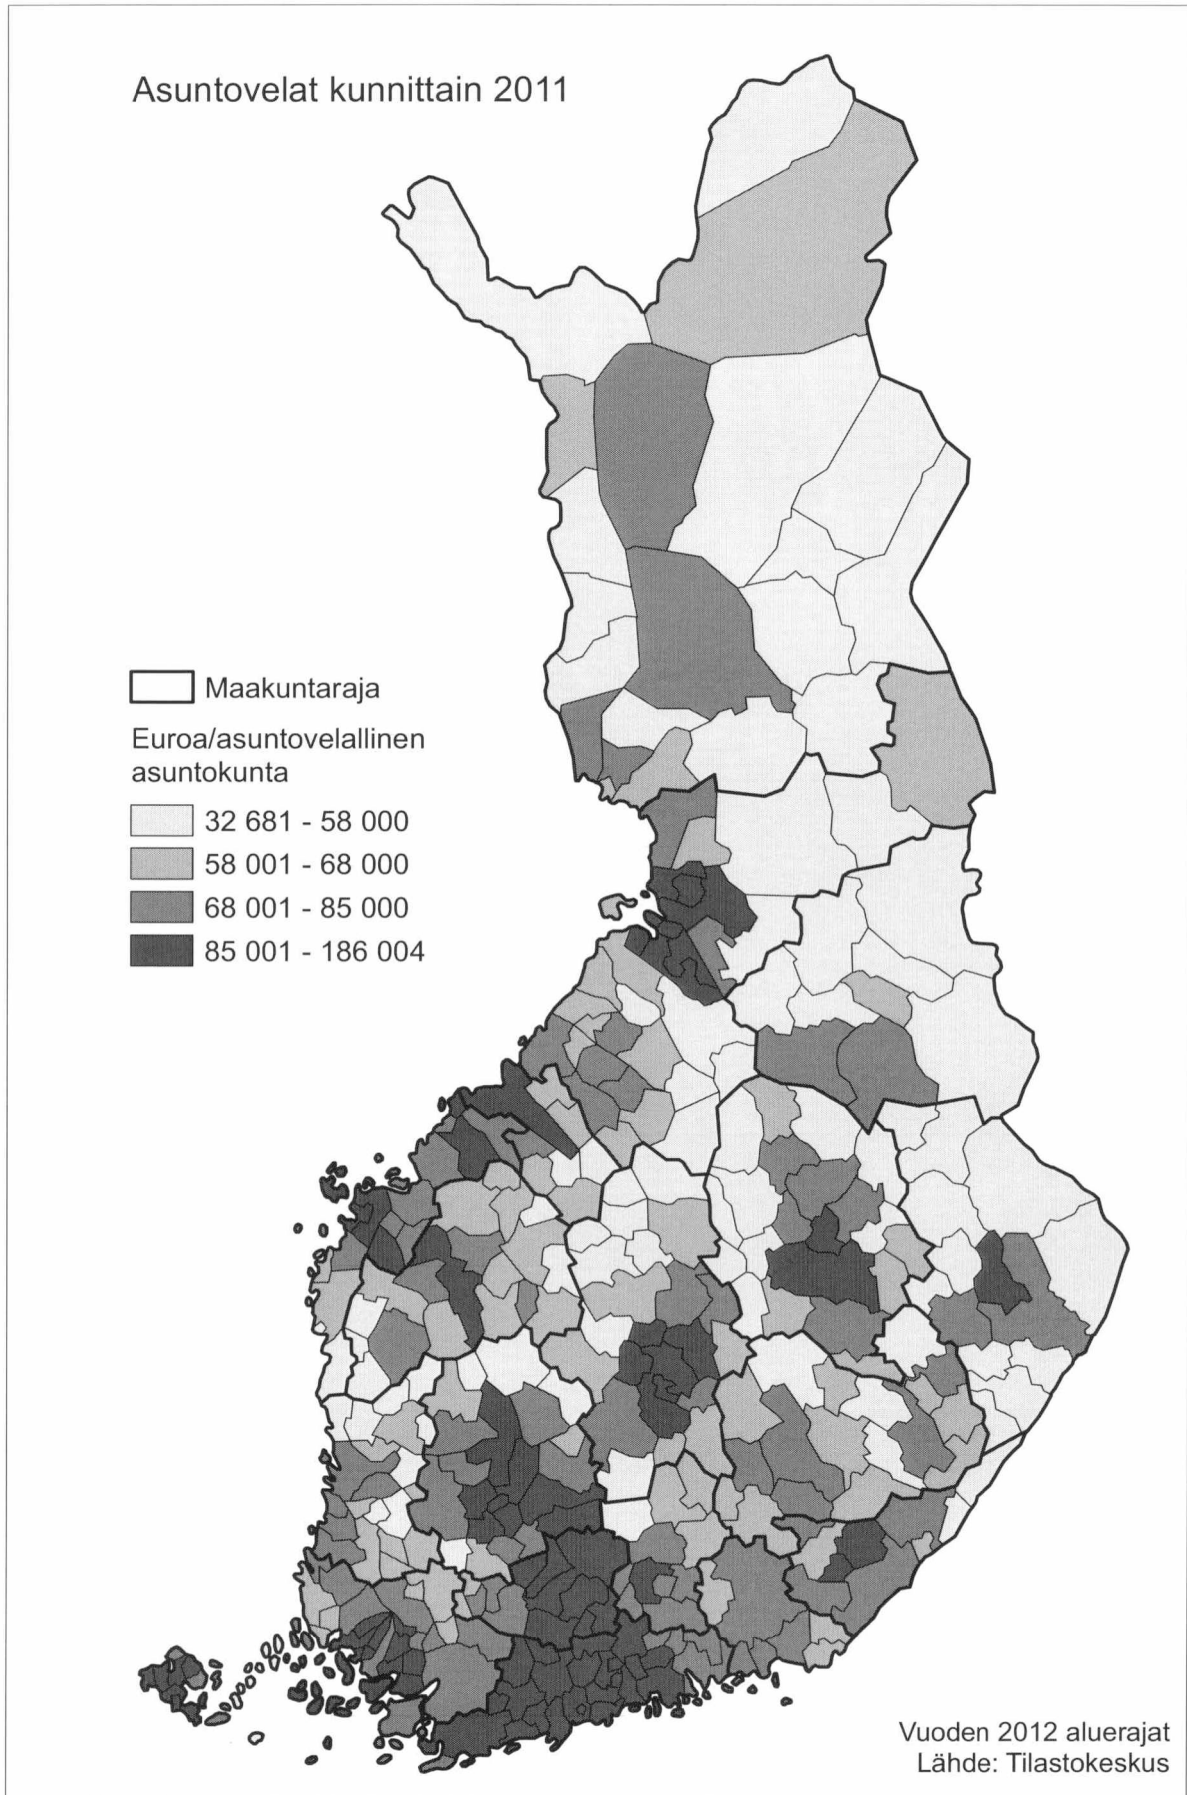 Asuntovelat kunnittain 2011
Maakuntaraja
Euroa/asuntovelallinen
asuntokunta
32 681 - 58 000
58 001 - 68 000
68 001 - 85 000
85 001 - 186 004
Vuoden 2012 aluerajat
Lähde: Tilastokeskus